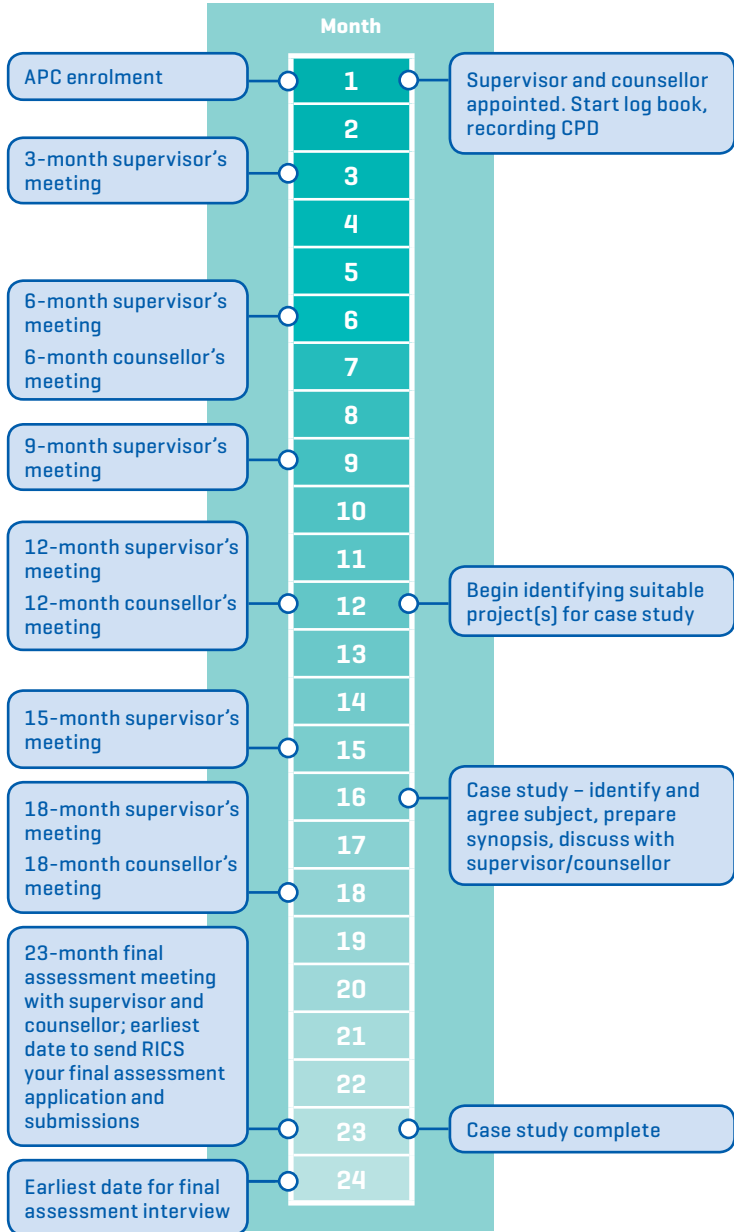 Month
APC enrolment
1
Supervisor and counsellor
appointed. Start log book,
recording CPD
2
3-month supervisor's
meeting
3
4
5
6-month supervisor's
meeting
6-month counsellor's
meeting
6
7
8
9-month supervisor's
meeting
9
10
11
12-month supervisor's
meeting
12-month counsellor's
meeting
12
Begin identifying suitable
project(s) for case study
13
14
15-month supervisor's
meeting
15
16
Case study – identify and
agree subject, prepare
synopsis, discuss with
supervisor/counsellor
17
18-month supervisor's
meeting
18-month counsellor's
meeting
18
19
20
21
22
23-month final
assessment meeting
with supervisor and
counsellor; earliest
date to send RICS
your final assessment
application and
submissions
23
Case study complete
24
Earliest date for final
assessment interview